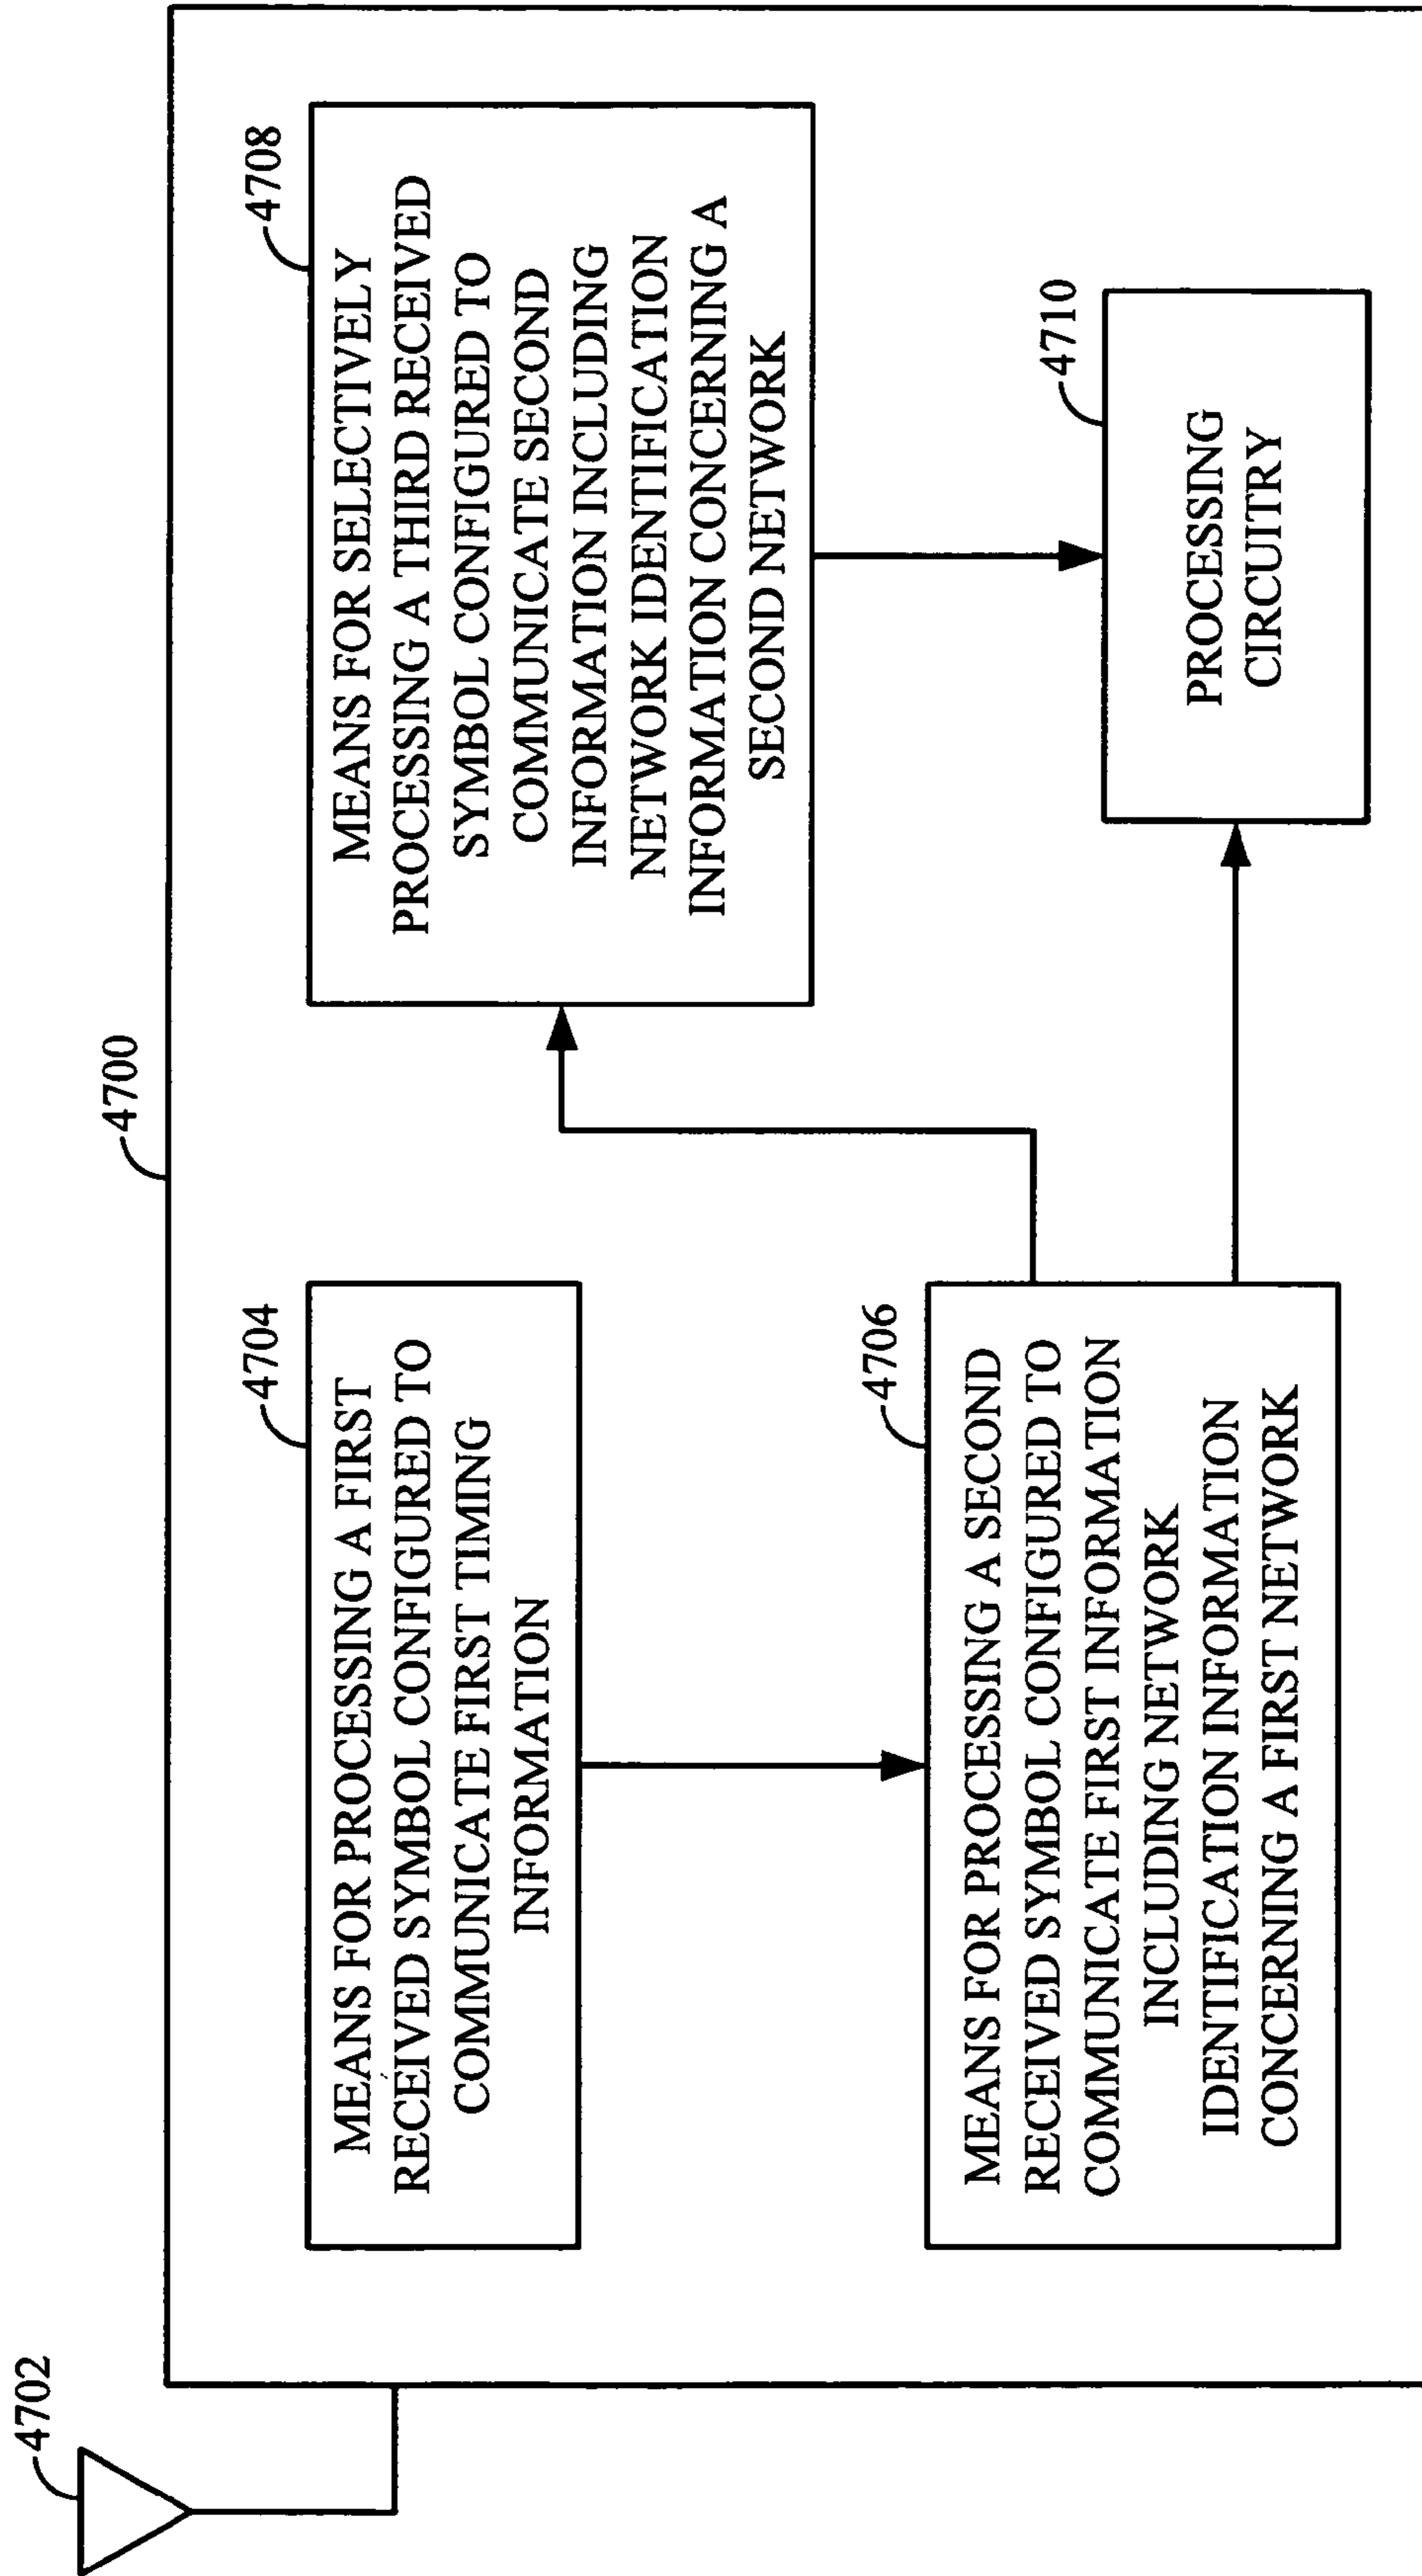 4702
4700
4704
MEANS FOR PROCESSING A FIRST
RECEIVED SYMBOL CONFIGURED TO
COMMUNICATE FIRST TIMING
INFORMATION
4708
MEANS FOR SELECTIVELY
PROCESSING A THIRD RECEIVED
SYMBOL CONFIGURED TO
COMMUNICATE SECOND
INFORMATION INCLUDING
NETWORK IDENTIFICATION
INFORMATION CONCERNING A
SECOND NETWORK
4706
MEANS FOR PROCESSING A SECOND
RECEIVED SYMBOL CONFIGURED TO
COMMUNICATE FIRST INFORMATION
INCLUDING NETWORK
IDENTIFICATION INFORMATION
CONCERNING A FIRST NETWORK
4710
PROCESSING
CIRCUITRY